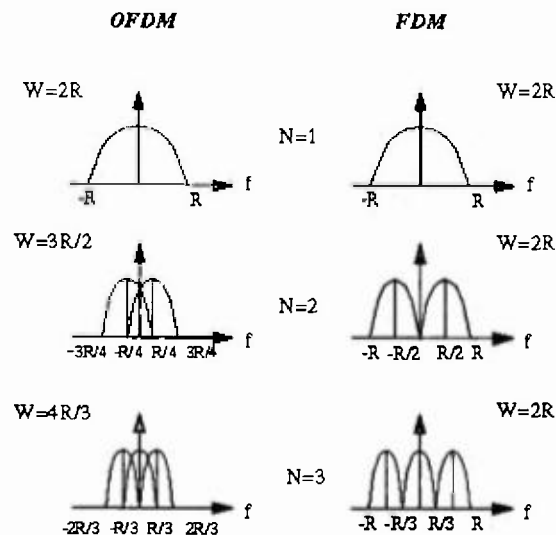 OFDM FDM
W=2R W=2R
N=1
-R R f -R R f
W=3R/2 W=2R
N=2
-3R/4 -R/4 R/4 3R/4 f -R -R/2 R/2 R f
W=4R/3 W=2R
N=3
-2R/3 -R/3 R/3 2R/3 f -R -R/3 R/3 R f